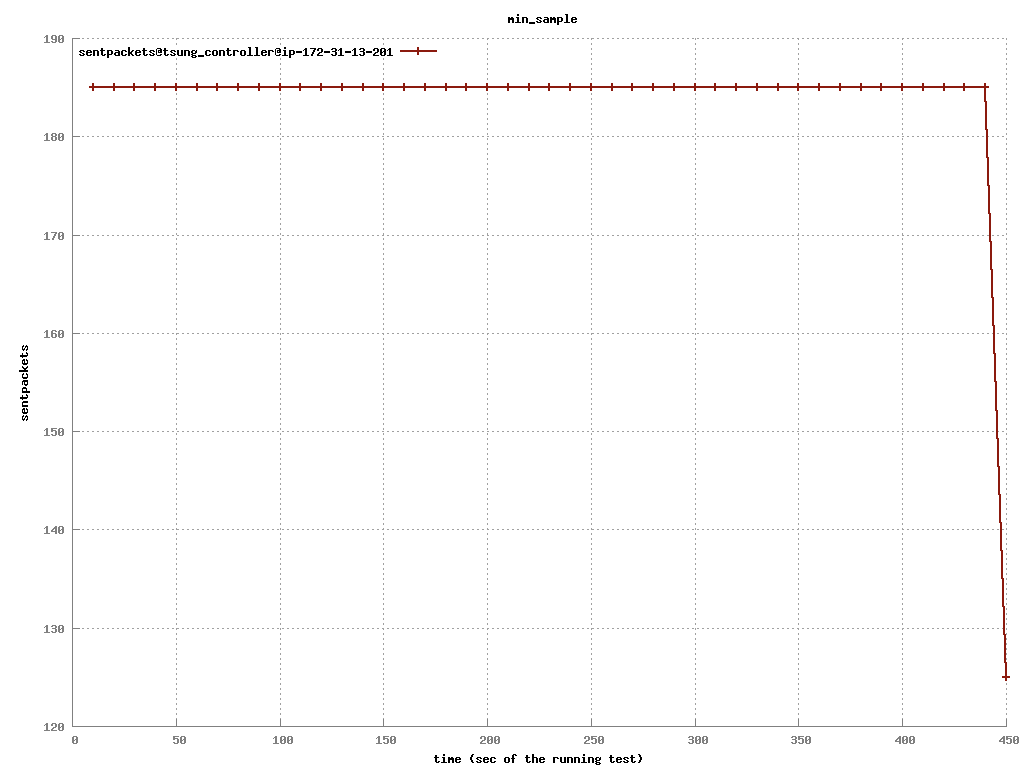 min_sample
sentpackets@tsung_controller@ip-172-31-13-201
190
180
170
160
150
140
130
120
sentpackets
0 50 100 150 200 250 300 350 400 450
time (sec of the running test)